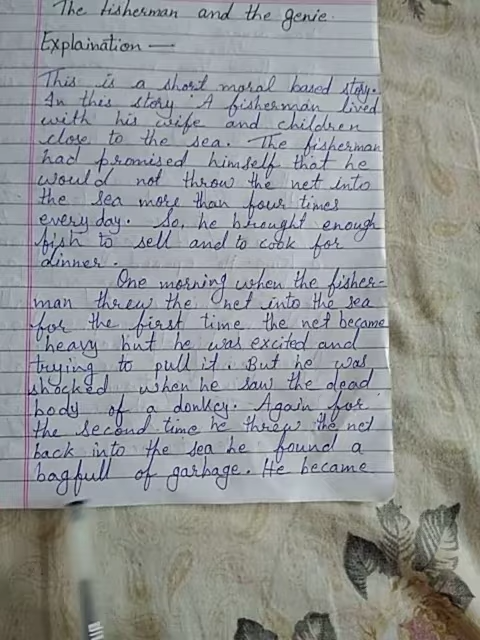 The fisherman and the genie.
Explaination —
This is a short moral based story.
In this story A fisherman lived
with his wife and children
close to the sea. The fisherman
had promised himself that he
would not throw the net into
the sea more than four times
everyday. So, he brought enough
fish to sell and to cook for
dinner.
One morning when the fisher-
man threw the net into the sea
for the first time the net became
heavy but he was excited and
trying to pull it. But he was
shocked when he saw the dead
body of a donkey. Again for
the second time he threw the net
back into the sea he found a
bagfull of garbage. He became